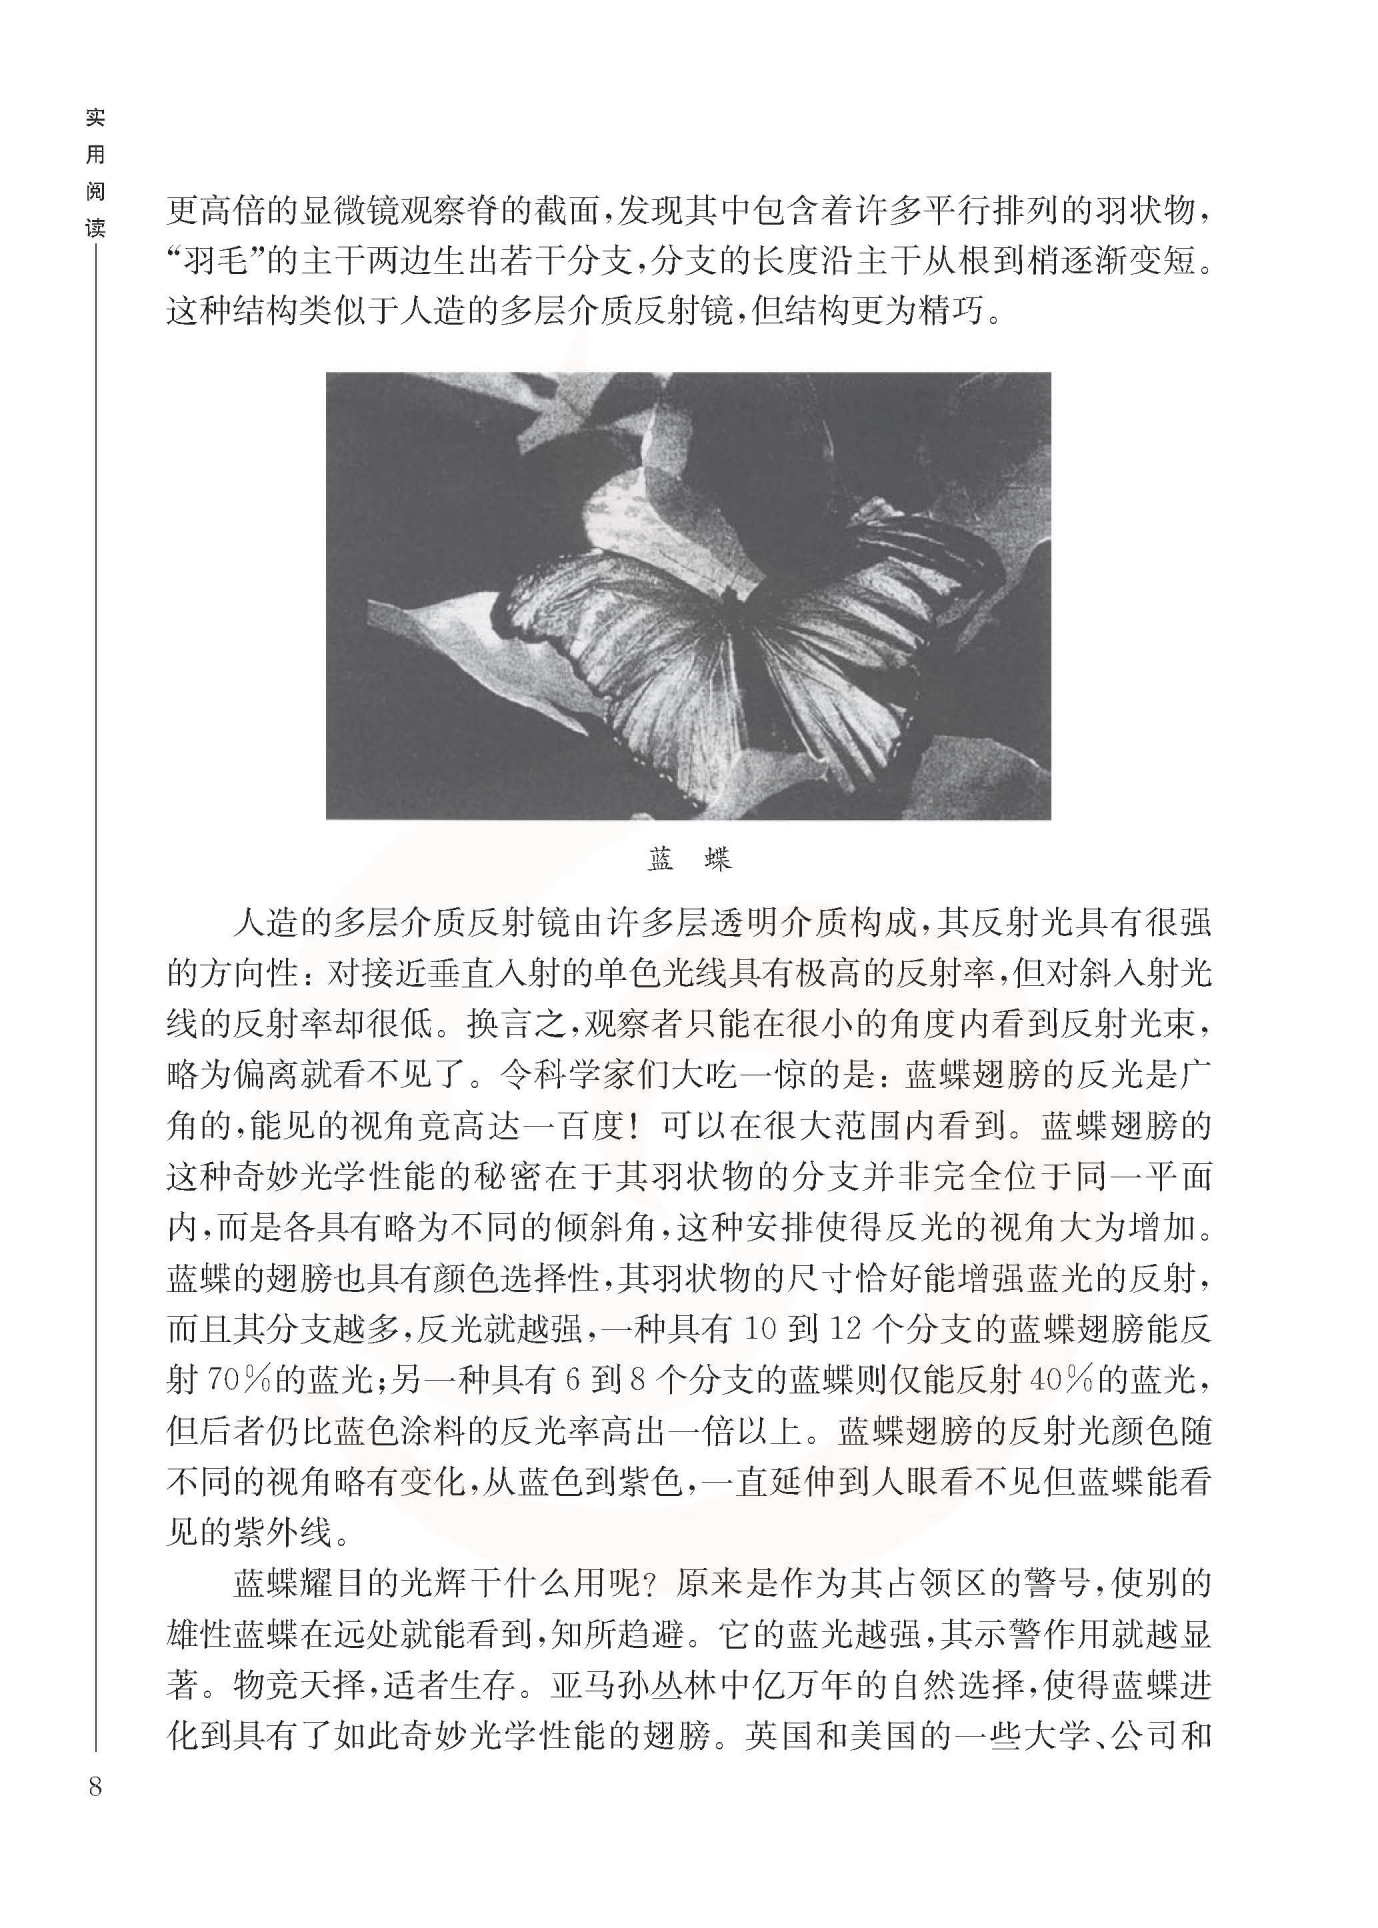 实用阅读
更高倍的显微镜观察脊的截面,发现其中包含着许多平行排列的羽状物,
“羽毛”的主干两边生出若干分支,分支的长度沿主干从根到梢逐渐变短。
这种结构类似于人造的多层介质反射镜,但结构更为精巧。
蓝 蝶
人造的多层介质反射镜由许多层透明介质构成,其反射光具有很强
的方向性：对接近垂直入射的单色光线具有极高的反射率,但对斜入射光
线的反射率却很低。换言之,观察者只能在很小的角度内看到反射光束,
略为偏离就看不见了。令科学家们大吃一惊的是：蓝蝶翅膀的反光是广
角的,能见的视角竟高达一百度！可以在很大范围内看到。蓝蝶翅膀的
这种奇妙光学性能的秘密在于其羽状物的分支并非完全位于同一平面
内,而是各具有略为不同的倾斜角,这种安排使得反光的视角大为增加。
蓝蝶的翅膀也具有颜色选择性,其羽状物的尺寸恰好能增强蓝光的反射,
而且其分支越多,反光就越强,一种具有 10 到 12 个分支的蓝蝶翅膀能反
射 70%的蓝光;另一种具有 6 到 8 个分支的蓝蝶则仅能反射 40%的蓝光,
但后者仍比蓝色涂料的反光率高出一倍以上。蓝蝶翅膀的反射光颜色随
不同的视角略有变化,从蓝色到紫色,一直延伸到人眼看不见但蓝蝶能看
见的紫外线。
蓝蝶耀目的光辉干什么用呢？原来是作为其占领区的警号,使别的
雄性蓝蝶在远处就能看到,知所趋避。它的蓝光越强,其示警作用就越显
著。物竞天择,适者生存。亚马孙丛林中亿万年的自然选择,使得蓝蝶进
化到具有了如此奇妙光学性能的翅膀。英国和美国的一些大学、公司和
8